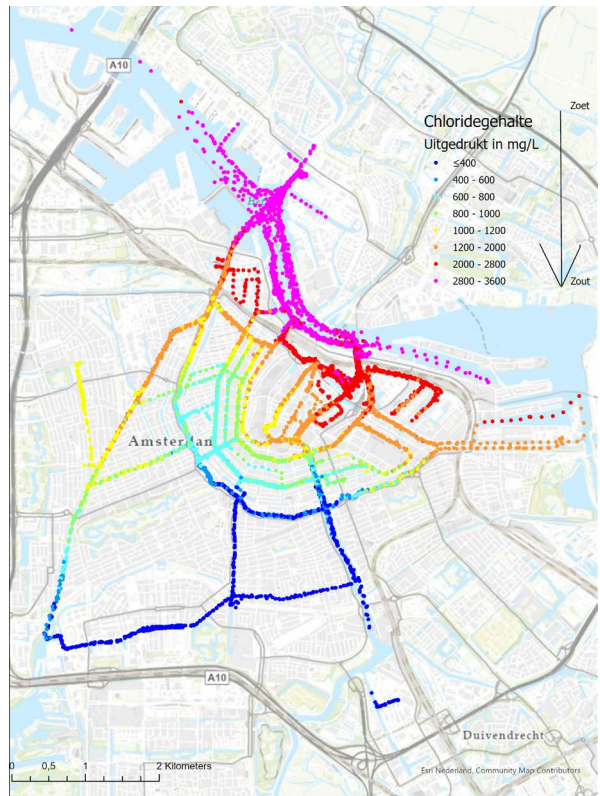 A10
Zoet
Chloridegehalte
Uitgedrukt in mg/L
≤400
400 - 600
600 - 800
800 - 1000
1000 - 1200
1200 - 2000
2000 - 2800
2800 - 3600
Zout
Amsterdam
A10
Duivendrecht
0 0,5 1 2 Kilometers
Esri Nederland, Community Map Contributors